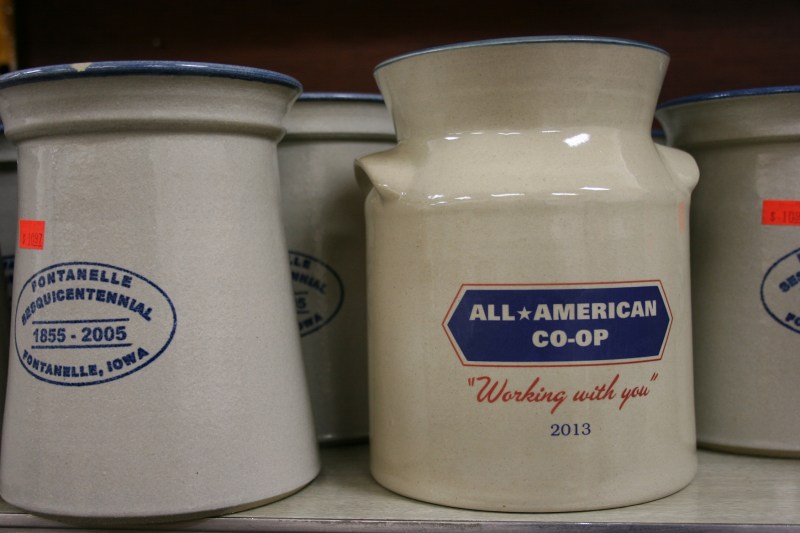 FONTANELLE
SESQUICENTENNIAL
1855 - 2005
FONTANELLE, IOWA
ALL★AMERICAN
CO-OP
"Working with you"
2013